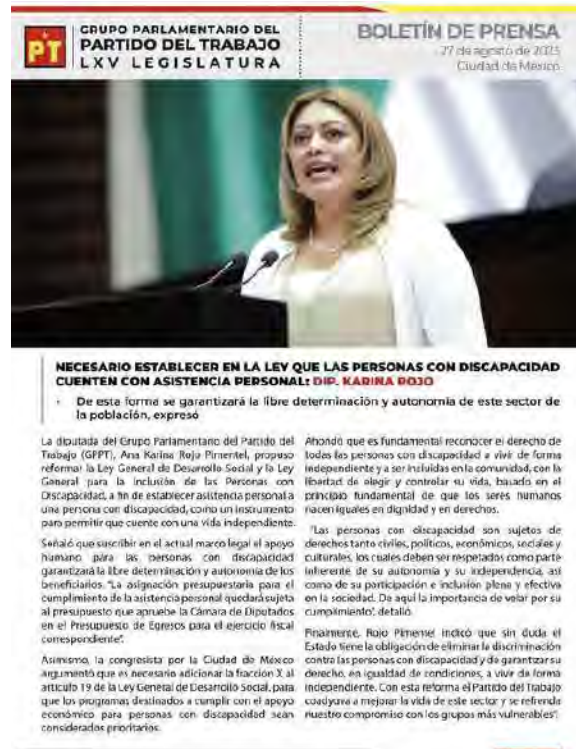 PT
GRUPO PARLAMENTARIO DEL
PARTIDO DEL TRABAJO
LXV LEGISLATURA
BOLETÍN DE PRENSA
27 de agosto de 2023
Ciudad de México
NECESARIO ESTABLECER EN LA LEY QUE LAS PERSONAS CON DISCAPACIDAD
CUENTEN CON ASISTENCIA PERSONAL: DIP. KARINA ROJO
• De esta forma se garantizará la libre determinación y autonomía de este sector de
la población, expresó
La diputada del Grupo Parlamentario del Partido del
Trabajo (GPPT), Ana Karina Rojo Pimentel, propuso
reformar la Ley General de Desarrollo Social y la Ley
General para la Inclusión de las Personas con
Discapacidad, a fin de establecer asistencia personal a
una persona con discapacidad, como un instrumento
para permitir que cuente con una vida independiente.
Señaló que suscribir en el actual marco legal el apoyo
humano para las personas con discapacidad
garantizará la libre determinación y autonomía de los
beneficiarios. "La asignación presupuestaria para el
cumplimiento de la asistencia personal quedará sujeta
al presupuesto que apruebe la Cámara de Diputados
en el Presupuesto de Egresos para el ejercicio fiscal
correspondiente".
Asimismo, la congresista por la Ciudad de México
argumentó que es necesario adicionar la fracción X al
artículo 19 de la Ley General de Desarrollo Social, para
que los programas destinados a cumplir con el apoyo
económico para personas con discapacidad sean
considerados prioritarios.
Ahondó que es fundamental reconocer el derecho de
todas las personas con discapacidad a vivir de forma
independiente y a ser incluidas en la comunidad, con la
libertad de elegir y controlar su vida, basado en el
principio fundamental de que los seres humanos
nacen iguales en dignidad y en derechos.
"Las personas con discapacidad son sujetos de
derechos tanto civiles, políticos, económicos, sociales y
culturales, los cuales deben ser respetados como parte
inherente de su autonomía y su independencia, así
como de su participación e inclusión plena y efectiva
en la sociedad. De aquí la importancia de velar por su
cumplimiento", detalló.
Finalmente, Rojo Pimentel indicó que sin duda el
Estado tiene la obligación de eliminar la discriminación
contra las personas con discapacidad y de garantizar su
derecho, en igualdad de condiciones, a vivir de forma
independiente. Con esta reforma el Partido del Trabajo
coadyuva a mejorar la vida de este sector y se refrenda
nuestro compromiso con los grupos más vulnerables".